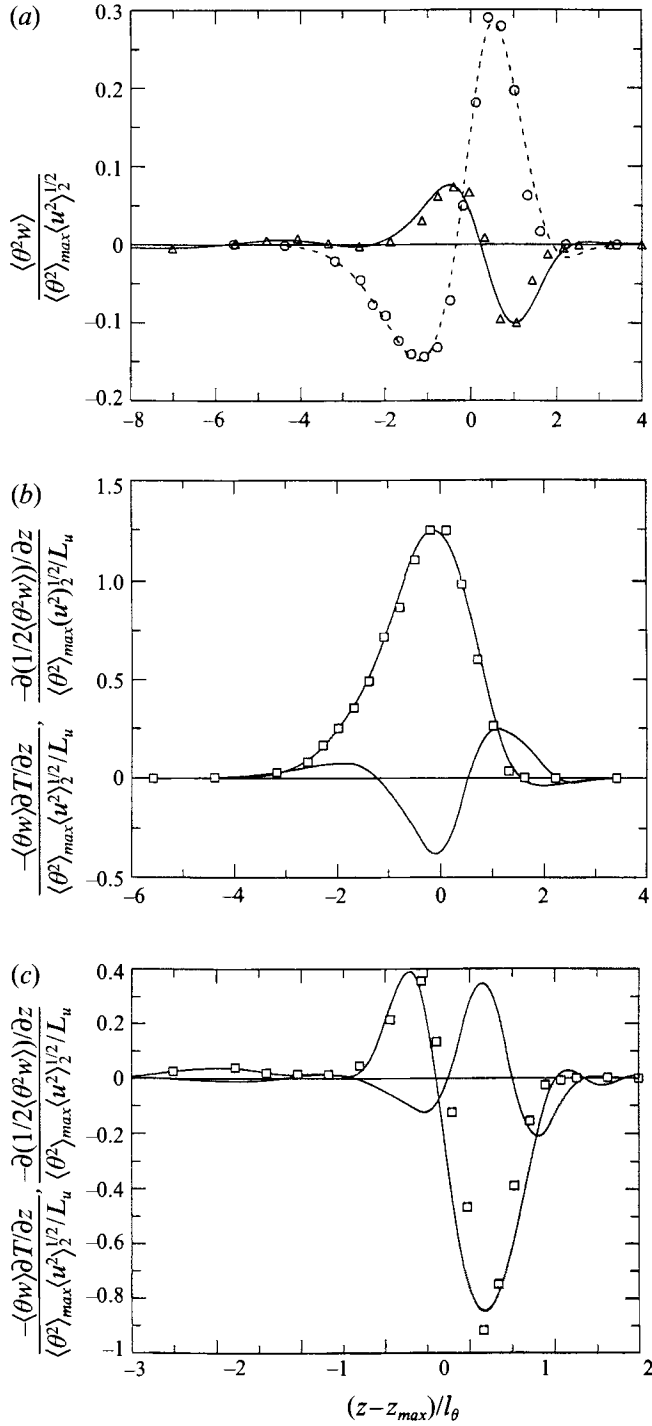 (a)
0.3
0.2
0.1
0
−0.1
−0.2
⟨θ²w⟩
⟨θ²⟩max⟨u²⟩₂^1/2
−8 −6 −4 −2 0 2 4
(b)
1.5
1.0
0.5
0
−0.5
−⟨θw⟩∂T/∂z , −∂(1/2⟨θ²w⟩)/∂z
⟨θ²⟩max⟨u²⟩₂^1/2/Lu ⟨θ²⟩max(u²)₂^1/2/Lu
−6 −4 −2 0 2 4
(c)
0.4
0.2
0
−0.2
−0.4
−0.6
−0.8
−1
−⟨θw⟩∂T/∂z , −∂(1/2⟨θ²w⟩)/∂z
⟨θ²⟩max⟨u²⟩₂^1/2/Lu ⟨θ²⟩max⟨u²⟩₂^1/2/Lu
−3 −2 −1 0 1 2
(z−zmax)/lθ